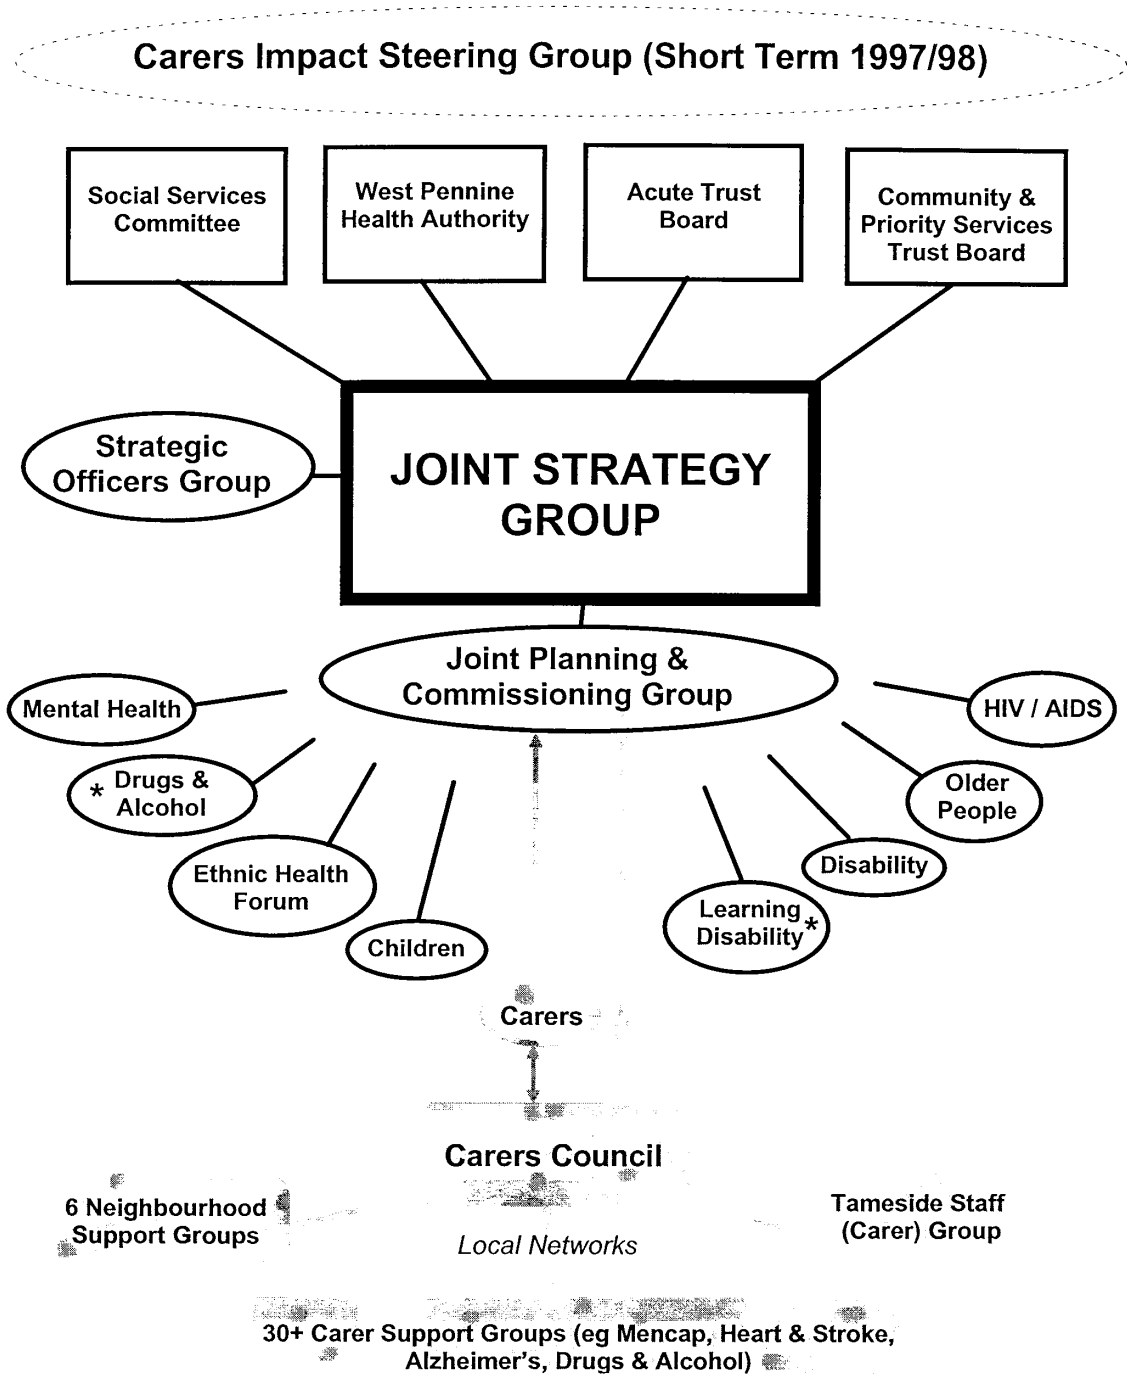 Carers Impact Steering Group (Short Term 1997/98)
Social Services
Committee
West Pennine
Health Authority
Acute Trust
Board
Community &
Priority Services
Trust Board
Strategic
Officers Group
JOINT STRATEGY
GROUP
Joint Planning &
Commissioning Group
Mental Health
HIV / AIDS
* Drugs &
Alcohol
Older
People
Ethnic Health
Forum
Disability
Children
Learning
Disability *
Carers
Carers Council
6 Neighbourhood
Support Groups
Tameside Staff
(Carer) Group
Local Networks
30+ Carer Support Groups (eg Mencap, Heart & Stroke,
Alzheimer's, Drugs & Alcohol)